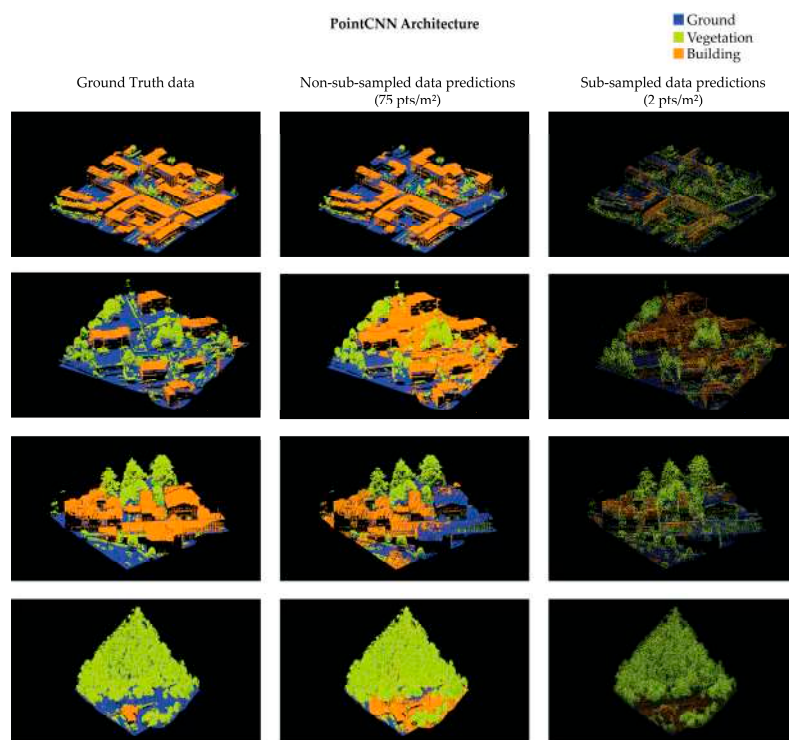 PointCNN Architecture
Ground
Vegetation
Building
Ground Truth data
Non-sub-sampled data predictions
(75 pts/m²)
Sub-sampled data predictions
(2 pts/m²)